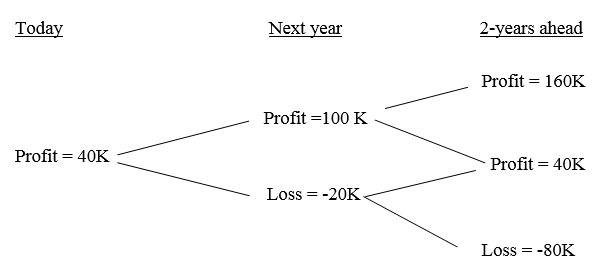 Today
Next year
2-years ahead
Profit = 160K
Profit =100 K
Profit = 40K
Profit = 40K
Loss = -20K
Loss = -80K